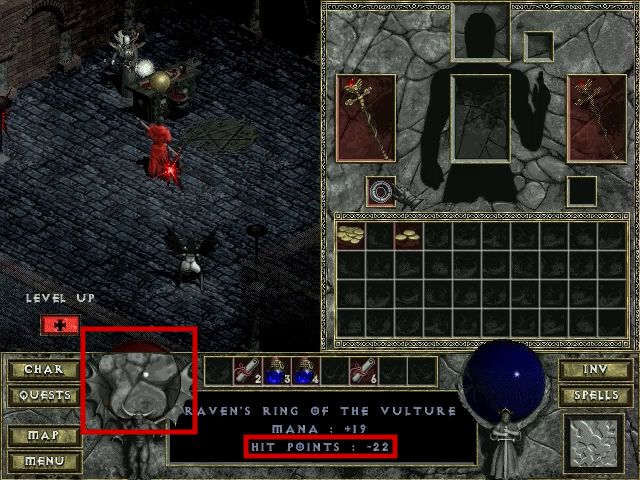 LEVEL UP
CHAR
QUESTS
MAP
MENU
2
3
4
6
INV
SPELLS
RAVEN'S RING OF THE VULTURE
MANA : +19
HIT POINTS : -22